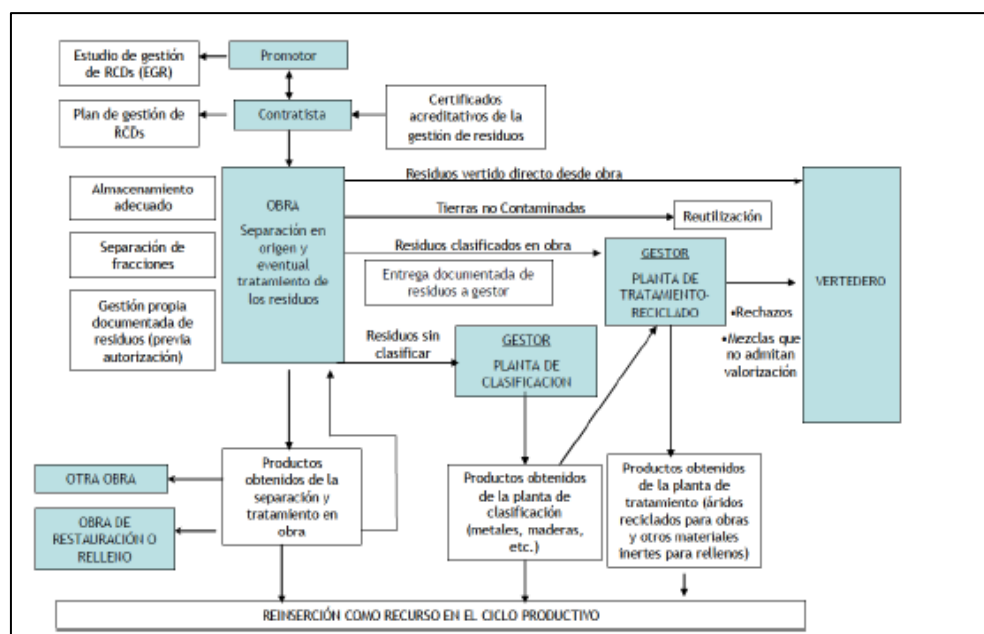 Estudio de gestión
de RCDs (EGR)
Promotor
Plan de gestión de
RCDs
Contratista
Certificados
acreditativos de la
gestión de residuos
Almacenamiento
adecuado
Separación de
fracciones
Gestión propia
documentada de
residuos (previa
autorización)
OBRA
Separación en
origen y
eventual
tratamiento de
los residuos
Residuos vertido directo desde obra
Tierras no Contaminadas
Reutilización
Residuos clasificados en obra
Entrega documentada de
residuos a gestor
GESTOR
PLANTA DE
TRATAMIENTO-
RECICLADO
VERTEDERO
•Rechazos
•Mezclas que
no admitan
valorización
Residuos sin
clasificar
GESTOR
PLANTA DE
CLASIFICACION
OTRA OBRA
OBRA DE
RESTAURACIÓN O
RELLENO
Productos
obtenidos de la
separación y
tratamiento en
obra
Productos obtenidos
de la planta de
clasificación
(metales, maderas,
etc.)
Productos obtenidos
de la planta de
tratamiento (áridos
reciclados para obras
y otros materiales
inertes para rellenos)
REINSERCIÓN COMO RECURSO EN EL CICLO PRODUCTIVO